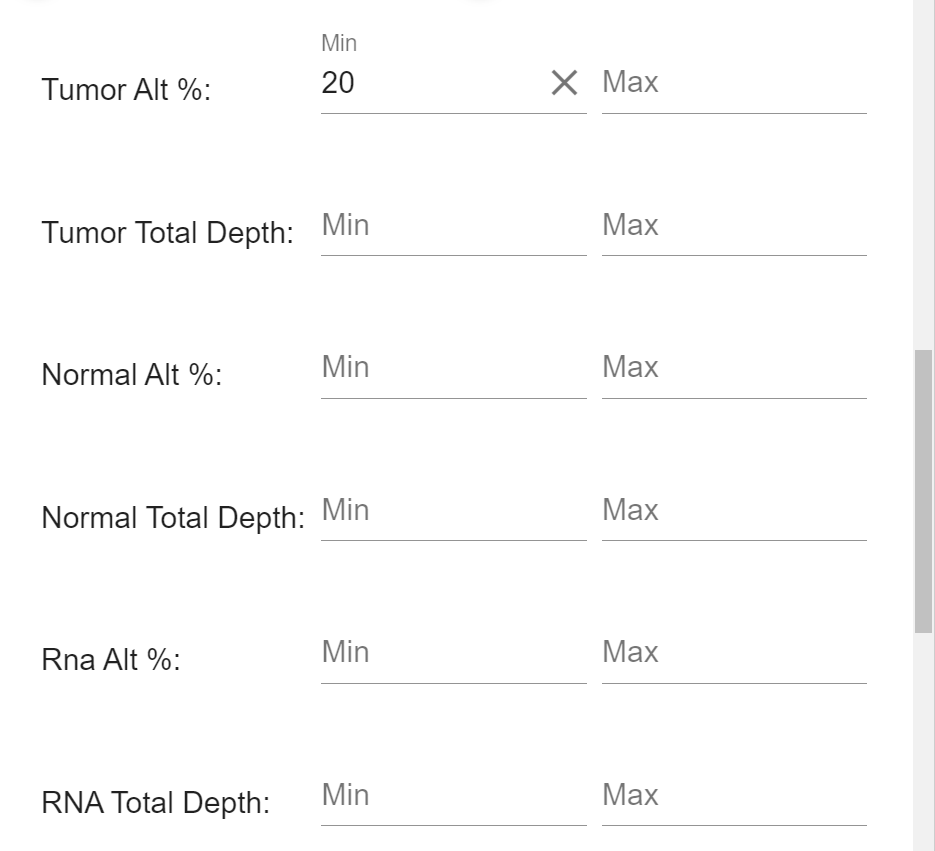 Min
Tumor Alt %: 20 Max
Tumor Total Depth: Min Max
Normal Alt %: Min Max
Normal Total Depth: Min Max
Rna Alt %: Min Max
RNA Total Depth: Min Max